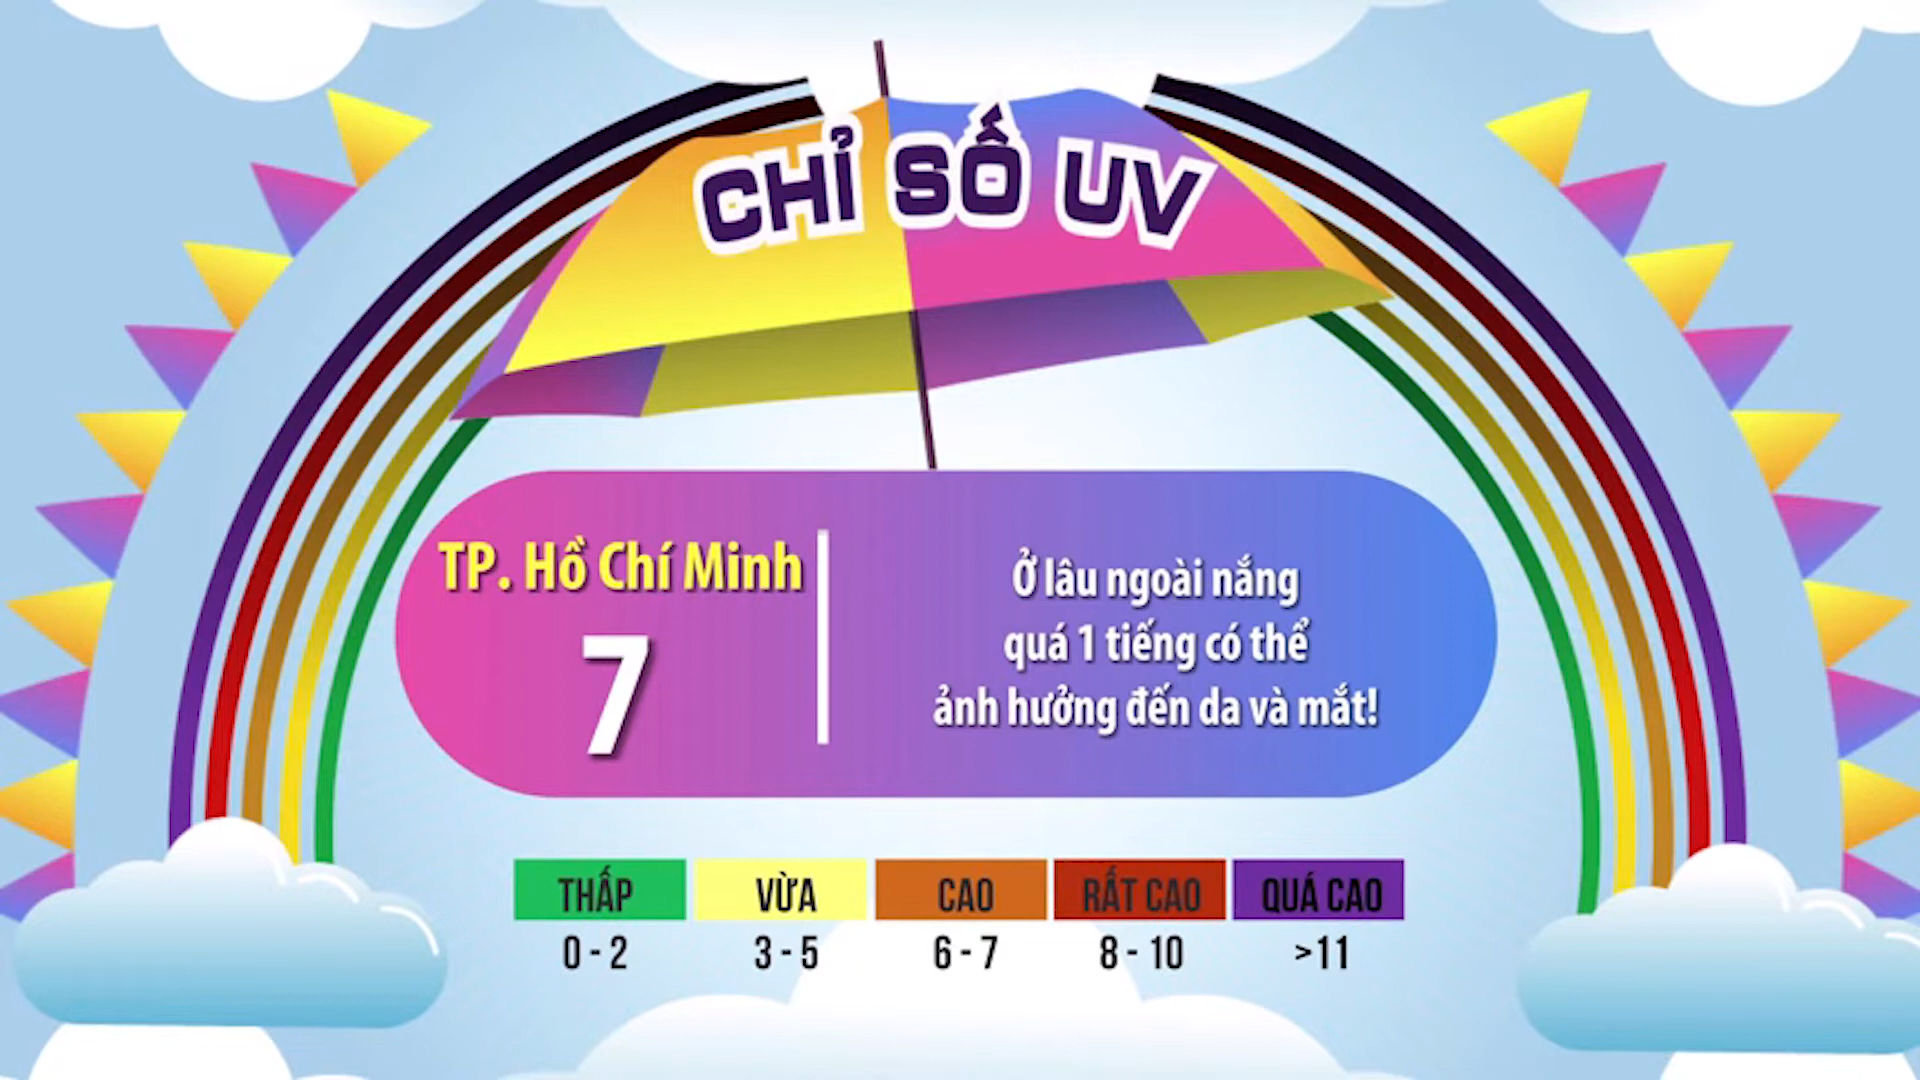 CHỈ SỐ UV
TP. Hồ Chí Minh
7
Ở lâu ngoài nắng
quá 1 tiếng có thể
ảnh hưởng đến da và mắt!
THẤP VỪA CAO RẤT CAO QUÁ CAO
0 - 2 3 - 5 6 - 7 8 - 10 >11